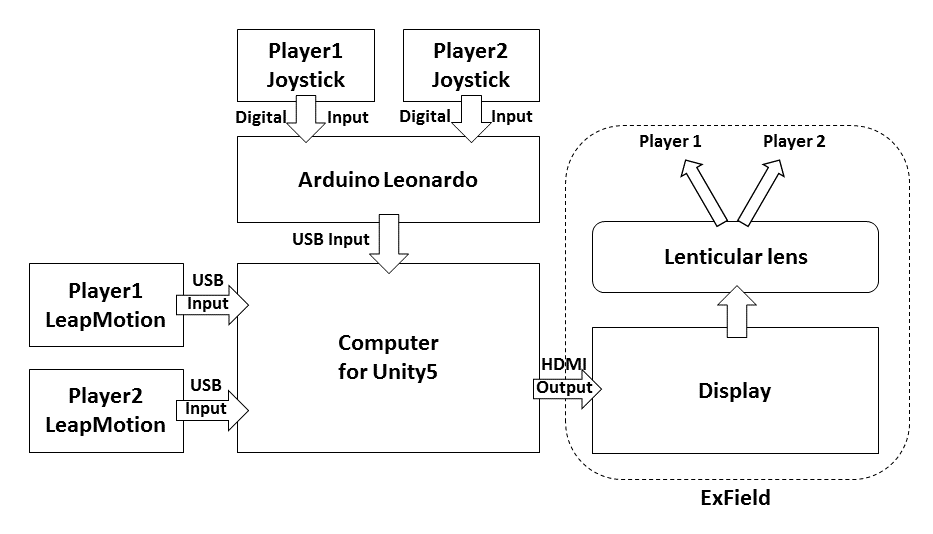 Player1
Joystick
Player2
Joystick
Digital Input
Digital Input
Arduino Leonardo
USB Input
Player 1
Player 2
Lenticular lens
Player1
LeapMotion
USB
Input
Player2
LeapMotion
USB
Input
Computer
for Unity5
HDMI
Output
Display
ExField